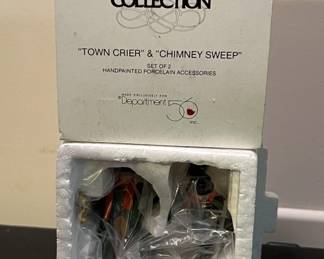 COLLECTION
"TOWN CRIER" & "CHIMNEY SWEEP"
SET OF 2
HANDPAINTED PORCELAIN ACCESSORIES
MADE EXCLUSIVELY FOR
Department 56 INC.